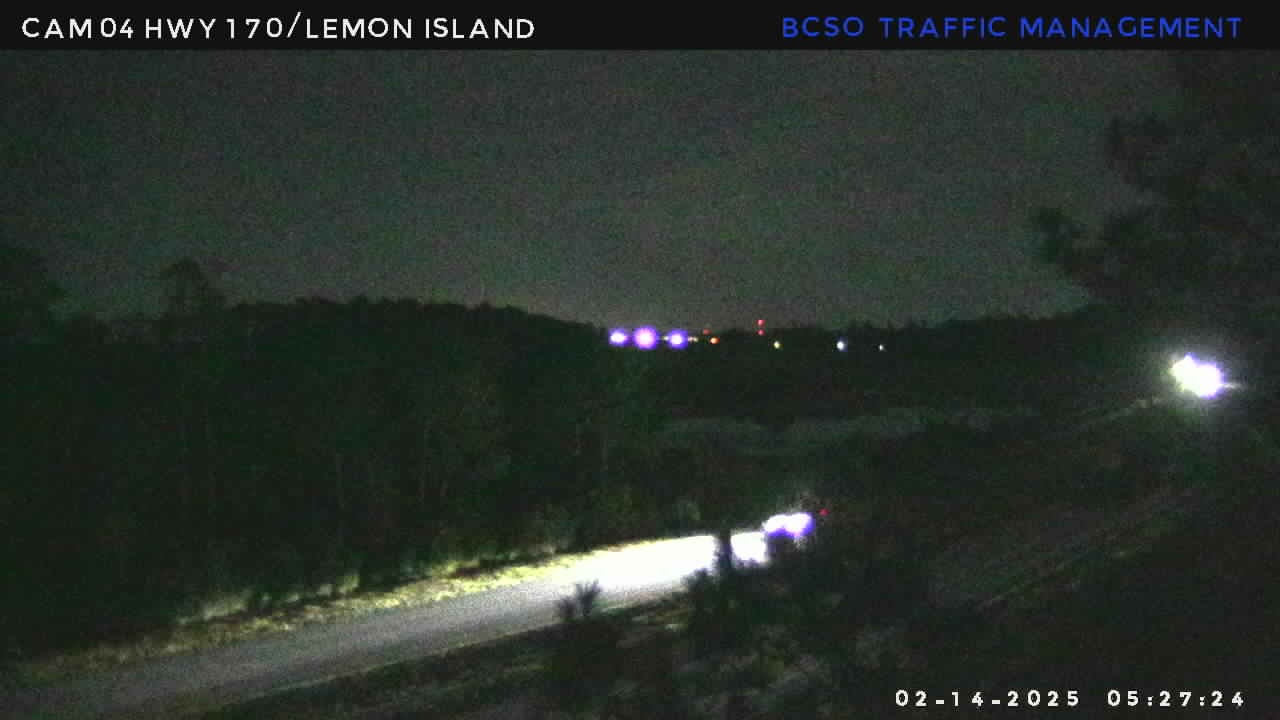 CAM04 HWY 170/LEMON ISLAND
BCSO TRAFFIC MANAGEMENT
02-14-2025 05:27:24